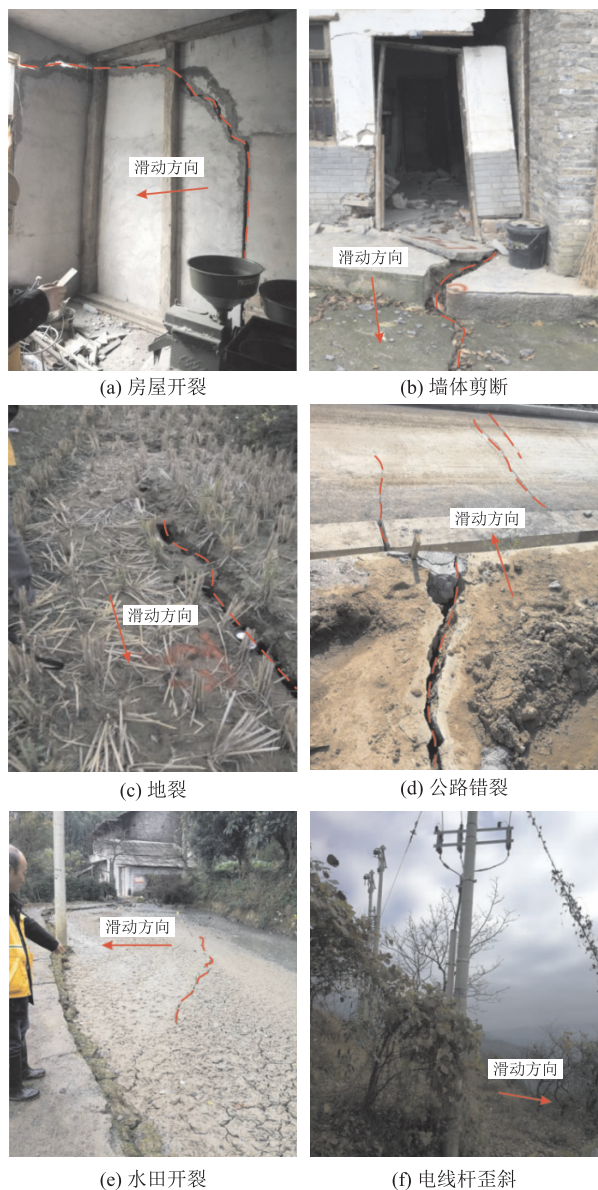 滑动方向
滑动方向
(a) 房屋开裂
(b) 墙体剪断
滑动方向
滑动方向
(c) 地裂
(d) 公路错裂
滑动方向
滑动方向
(e) 水田开裂
(f) 电线杆歪斜